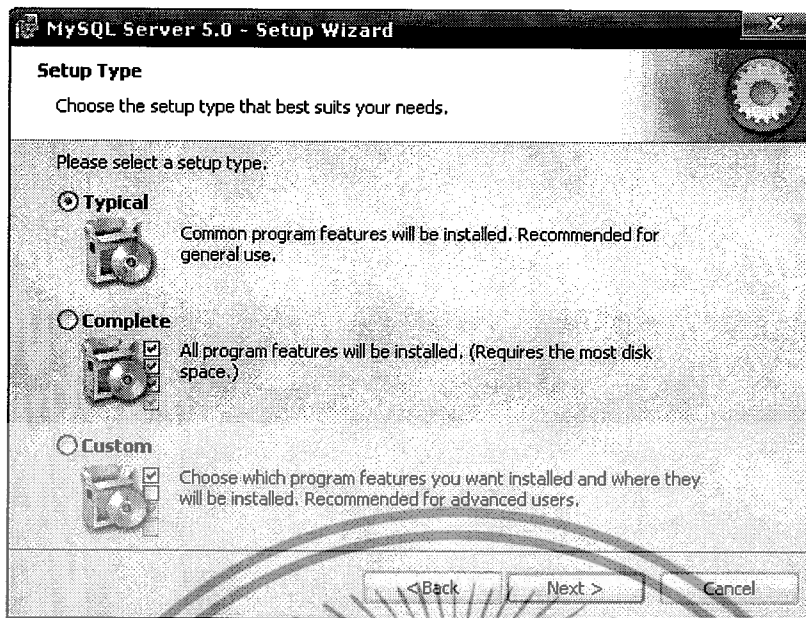 MySQL Server 5.0 - Setup Wizard
Setup Type
Choose the setup type that best suits your needs.
Please select a setup type.
Typical
Common program features will be installed. Recommended for
general use.
Complete
All program features will be installed. (Requires the most disk
space.)
Custom
Choose which program features you want installed and where they
will be installed. Recommended for advanced users.
< Back
Next >
Cancel